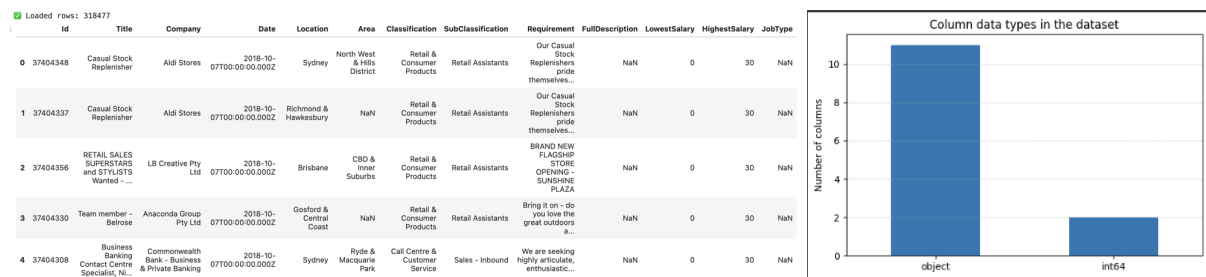 ✅ Loaded rows: 318477
Id Title Company Date Location Area Classification SubClassification Requirement FullDescription LowestSalary HighestSalary JobType
0 37404348 Casual Stock Replenisher Aldi Stores 2018-10-07T00:00:00.000Z Sydney North West & Hills District Retail & Consumer Products Retail Assistants Our Casual Stock Replenishers pride themselves... NaN 0 30 NaN
1 37404337 Casual Stock Replenisher Aldi Stores 2018-10-07T00:00:00.000Z Richmond & Hawkesbury NaN Retail & Consumer Products Retail Assistants Our Casual Stock Replenishers pride themselves... NaN 0 30 NaN
2 37404356 RETAIL SALES SUPERSTARS and STYLISTS Wanted - ... LB Creative Pty Ltd 2018-10-07T00:00:00.000Z Brisbane CBD & Inner Suburbs Retail & Consumer Products Retail Assistants BRAND NEW FLAGSHIP STORE OPENING - SUNSHINE PLAZA NaN 0 30 NaN
3 37404330 Team member - Belrose Anaconda Group Pty Ltd 2018-10-07T00:00:00.000Z Gosford & Central Coast NaN Retail & Consumer Products Retail Assistants Bring it on - do you love the great outdoors a... NaN 0 30 NaN
4 37404308 Business Banking Contact Centre Specialist, Ni... Commonwealth Bank - Business & Private Banking 2018-10-07T00:00:00.000Z Sydney Ryde & Macquarie Park Call Centre & Customer Service Sales - Inbound We are seeking highly articulate, enthusiastic... NaN 0 30 NaN
Column data types in the dataset
Number of columns
10
8
6
4
2
0
object int64